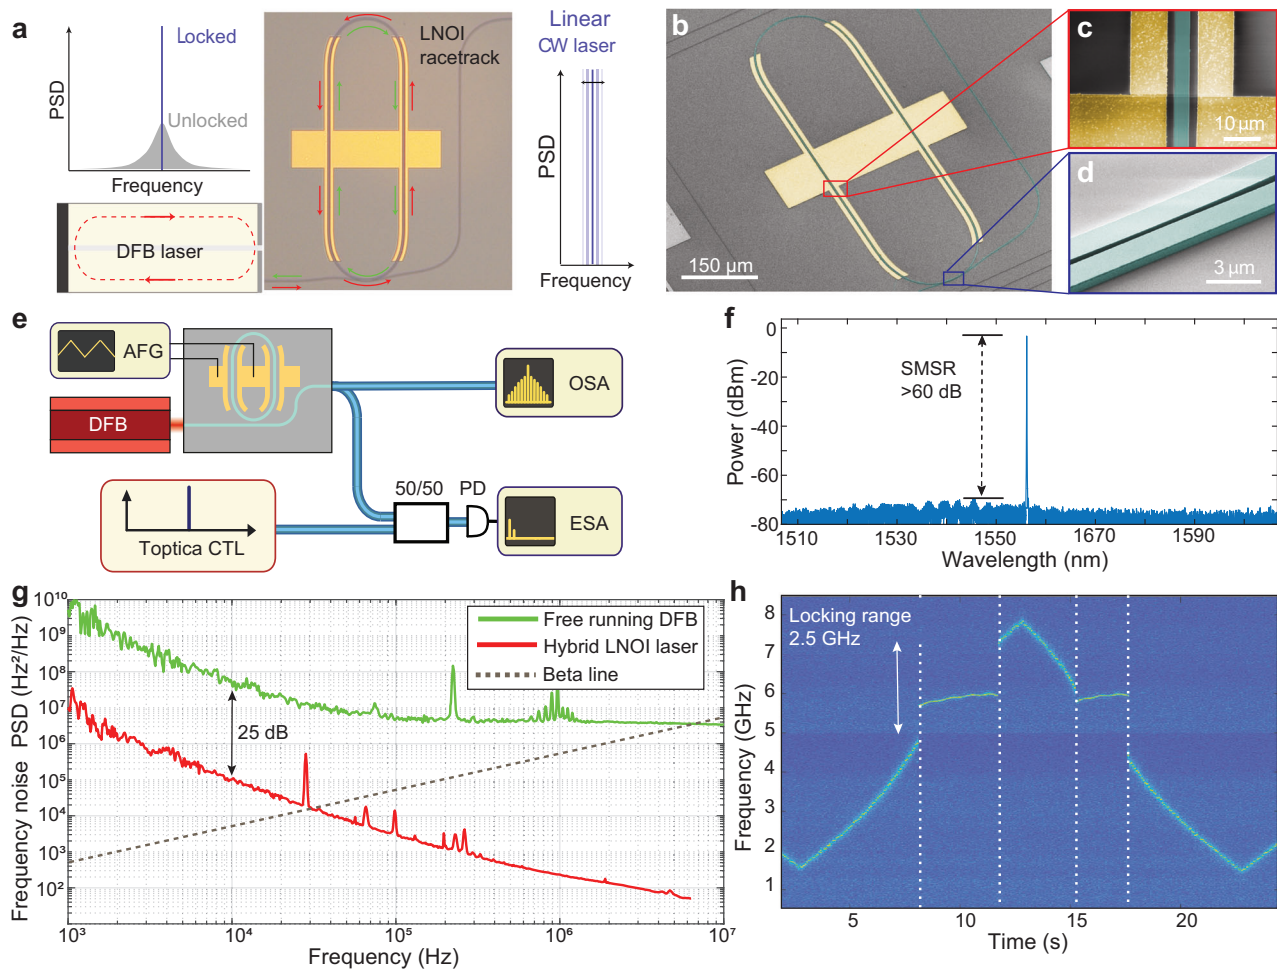 a
PSD
Locked
Unlocked
Frequency
DFB laser
LNOI
racetrack
Linear
CW laser
PSD
Frequency
b
150 µm
c
10 µm
d
3 µm
e
AFG
DFB
OSA
50/50
PD
ESA
Toptica CTL
f
Power (dBm)
0
-20
-40
-60
-80
SMSR
>60 dB
1510
1530
1550
1670
1590
Wavelength (nm)
g
Frequency noise PSD (Hz²/Hz)
10¹⁰
10⁹
10⁸
10⁷
10⁶
10⁵
10⁴
10³
10²
Free running DFB
Hybrid LNOI laser
Beta line
25 dB
10³
10⁴
10⁵
10⁶
10⁷
Frequency (Hz)
h
Frequency (GHz)
8
7
6
5
4
3
2
1
Locking range
2.5 GHz
5
10
15
20
Time (s)